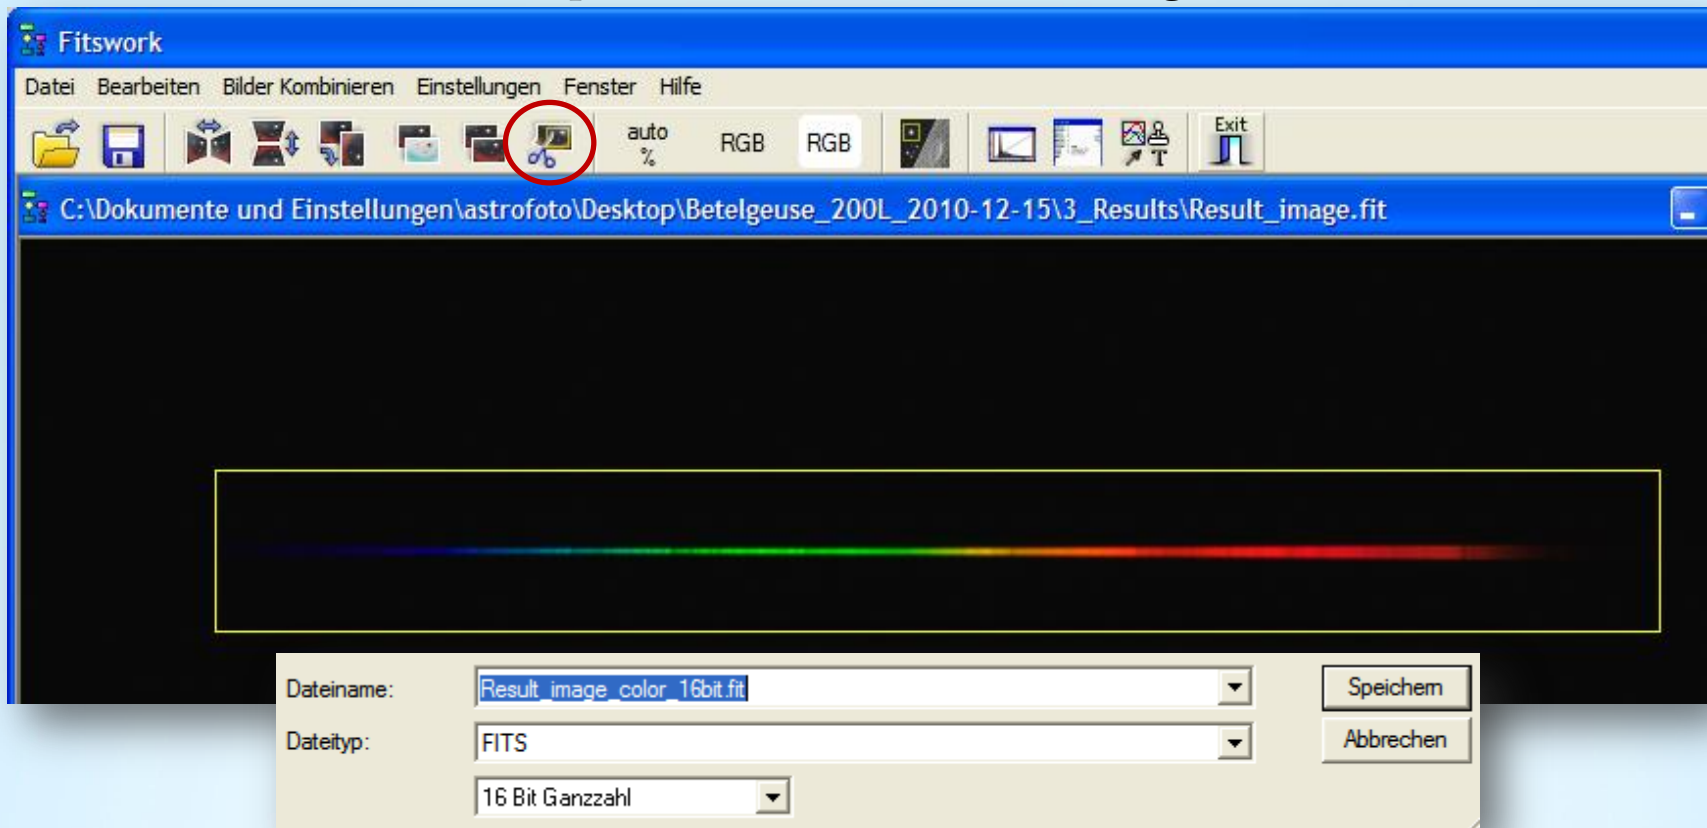 Fitswork
Datei Bearbeiten Bilder Kombinieren Einstellungen Fenster Hilfe
auto % RGB RGB Exit T
C:\Dokumente und Einstellungen\astrofoto\Desktop\Betelgeuse_200L_2010-12-15\3_Results\Result_image.fit
Dateiname: Result_image_color_16bit.fit Speichern
Dateityp: FITS Abbrechen
16 Bit Ganzzahl